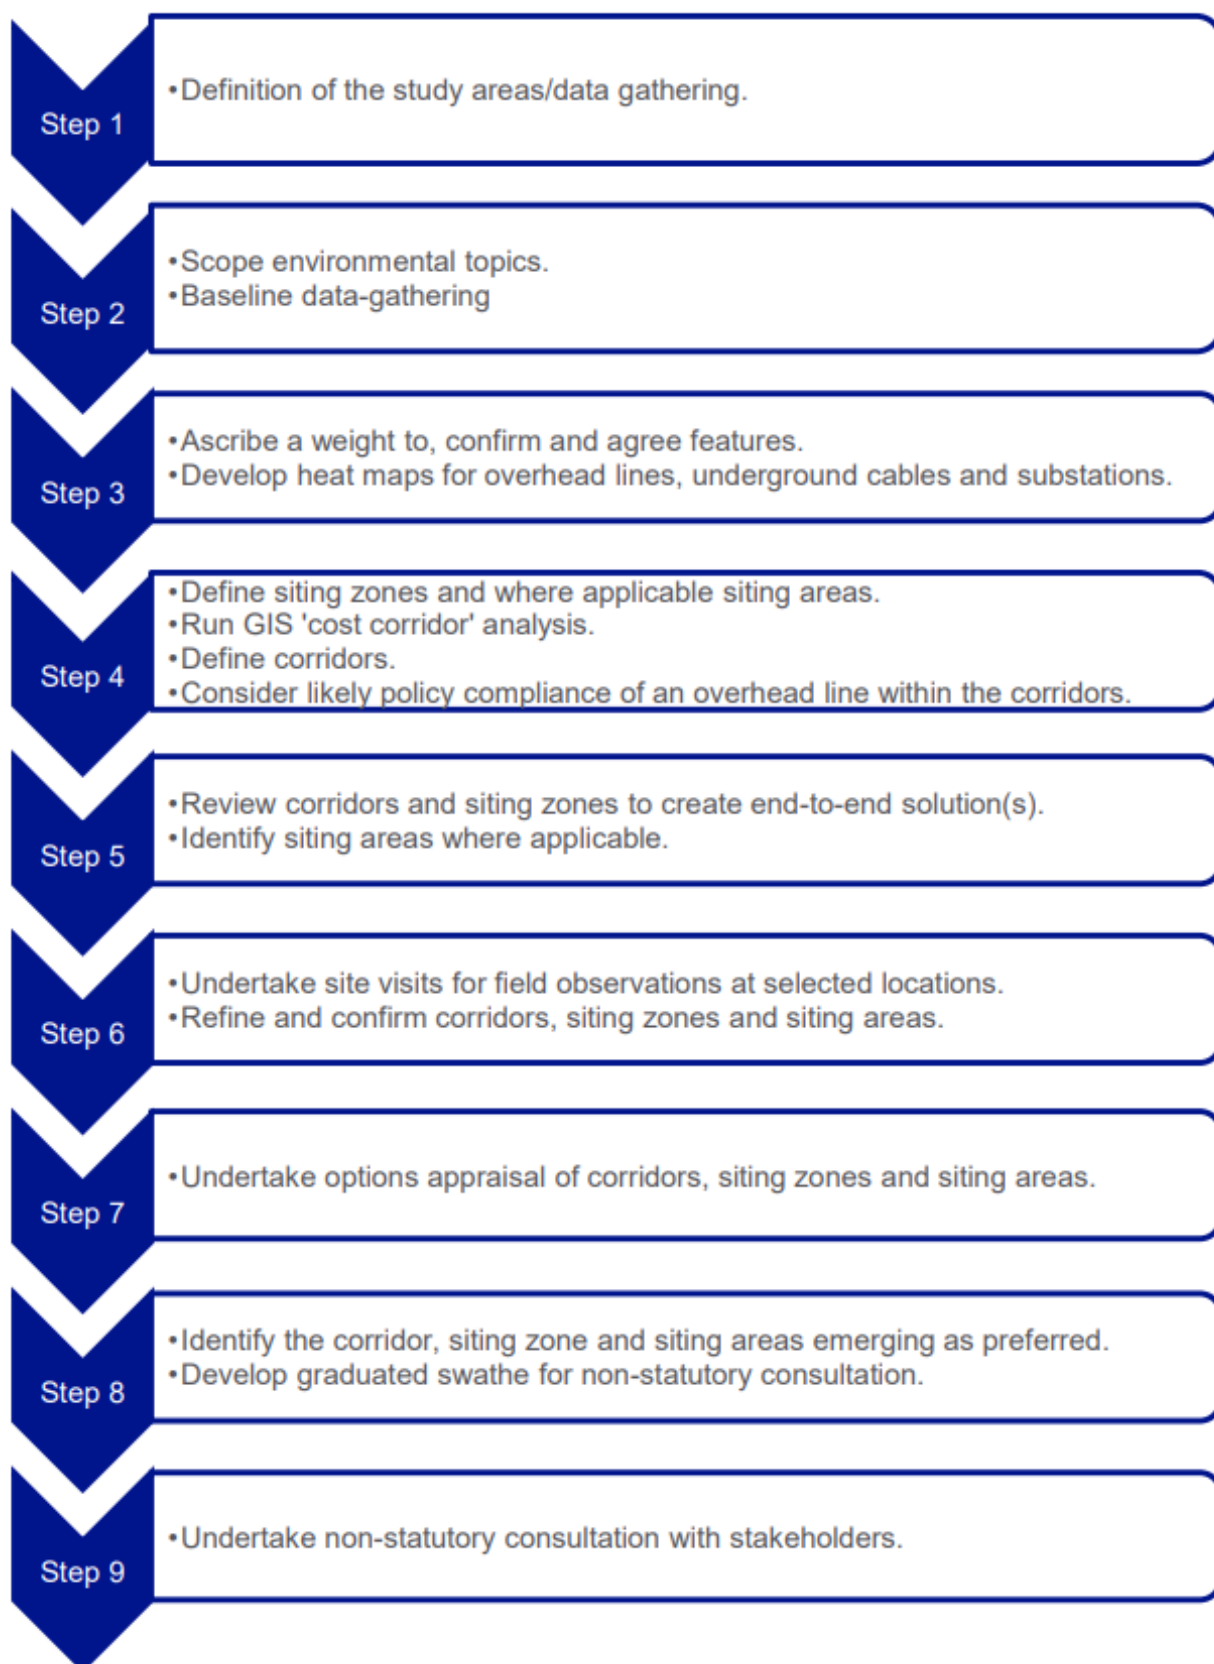 Step 1
•Definition of the study areas/data gathering.
Step 2
•Scope environmental topics.
•Baseline data-gathering
Step 3
•Ascribe a weight to, confirm and agree features.
•Develop heat maps for overhead lines, underground cables and substations.
Step 4
•Define siting zones and where applicable siting areas.
•Run GIS 'cost corridor' analysis.
•Define corridors.
•Consider likely policy compliance of an overhead line within the corridors.
Step 5
•Review corridors and siting zones to create end-to-end solution(s).
•Identify siting areas where applicable.
Step 6
•Undertake site visits for field observations at selected locations.
•Refine and confirm corridors, siting zones and siting areas.
Step 7
•Undertake options appraisal of corridors, siting zones and siting areas.
Step 8
•Identify the corridor, siting zone and siting areas emerging as preferred.
•Develop graduated swathe for non-statutory consultation.
Step 9
•Undertake non-statutory consultation with stakeholders.